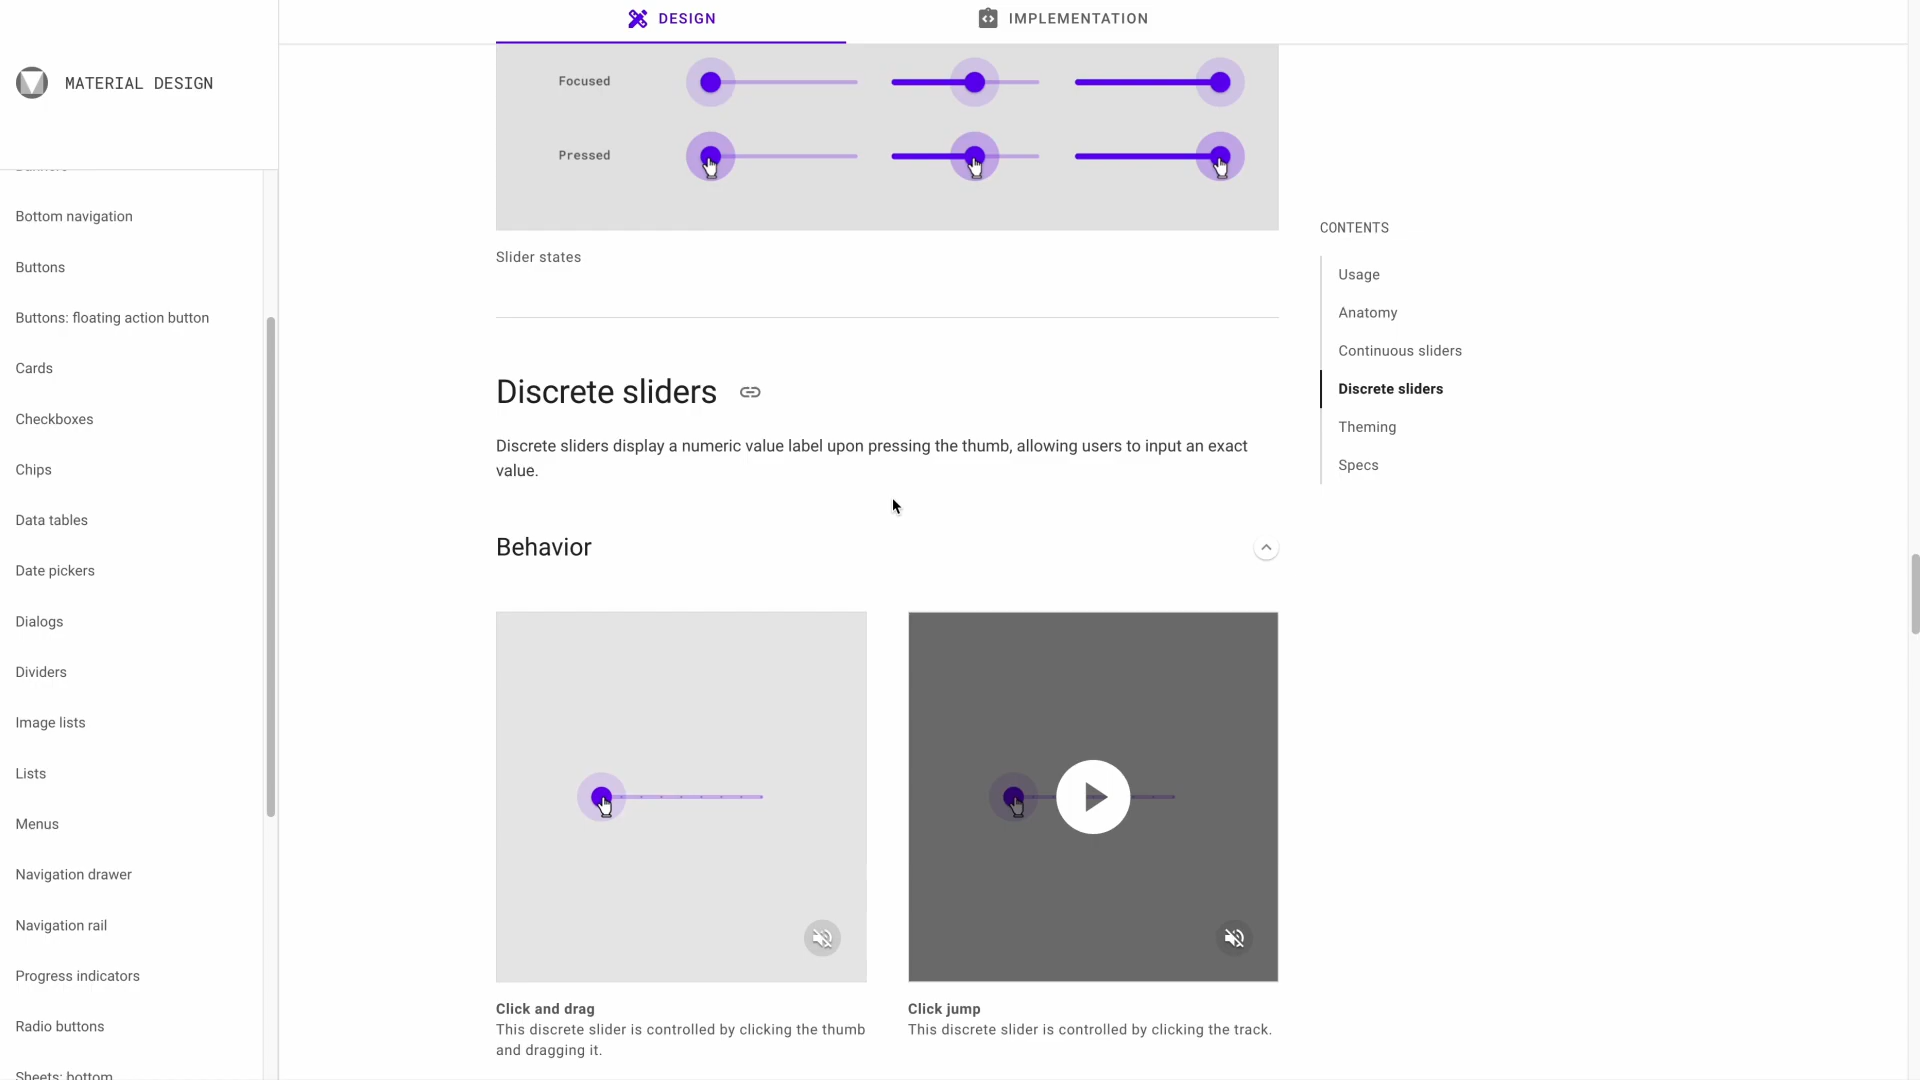 DESIGN
IMPLEMENTATION
MATERIAL DESIGN
Bottom navigation
Buttons
Buttons: floating action button
Cards
Checkboxes
Chips
Data tables
Date pickers
Dialogs
Dividers
Image lists
Lists
Menus
Navigation drawer
Navigation rail
Progress indicators
Radio buttons
Sheets: bottom
Focused
Pressed
Slider states
Discrete sliders
Discrete sliders display a numeric value label upon pressing the thumb, allowing users to input an exact
value.
Behavior
Click and drag
This discrete slider is controlled by clicking the thumb
and dragging it.
Click jump
This discrete slider is controlled by clicking the track.
CONTENTS
Usage
Anatomy
Continuous sliders
Discrete sliders
Theming
Specs